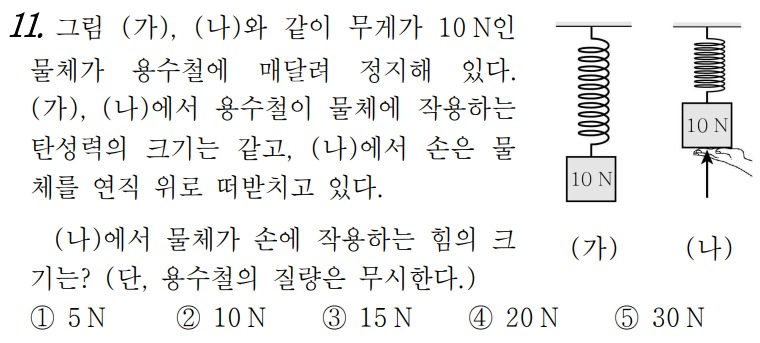 11. 그림 (가), (나)와 같이 무게가 10 N인
물체가 용수철에 매달려 정지해 있다.
(가), (나)에서 용수철이 물체에 작용하는
탄성력의 크기는 같고, (나)에서 손은 물
체를 연직 위로 떠받치고 있다.
(나)에서 물체가 손에 작용하는 힘의 크
기는? (단, 용수철의 질량은 무시한다.)
10 N
10 N
(가)
(나)
① 5 N ② 10 N ③ 15 N ④ 20 N ⑤ 30 N